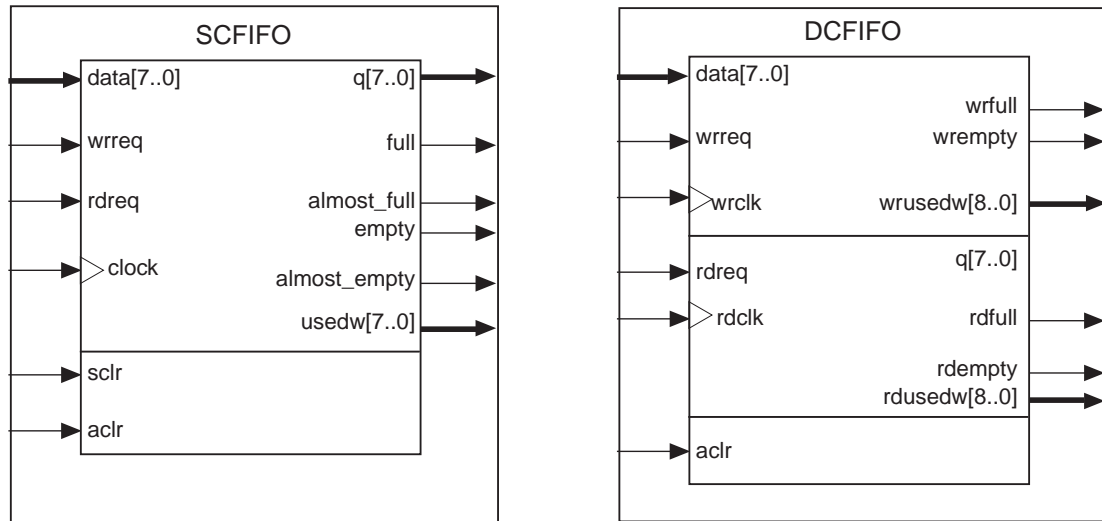 SCFIFO
data[7..0]
q[7..0]
wrreq
full
rdreq
almost_full
empty
clock
almost_empty
usedw[7..0]
sclr
aclr
DCFIFO
data[7..0]
wrfull
wrreq
wrempty
wrclk
wrusedw[8..0]
q[7..0]
rdreq
rdclk
rdfull
rdempty
rdusedw[8..0]
aclr